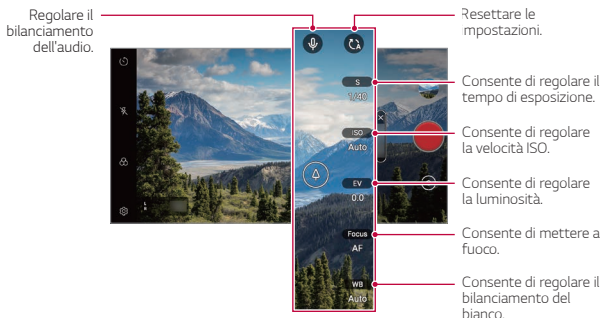 Regolare il
bilanciamento
dell'audio.
Resettare le
impostazioni.
S
1/40
Consente di regolare il
tempo di esposizione.
ISO
Auto
Consente di regolare
la velocità ISO.
EV
0.0
Consente di regolare
la luminosità.
Focus
AF
Consente di mettere a
fuoco.
WB
Auto
Consente di regolare il
bilanciamento del
bianco.